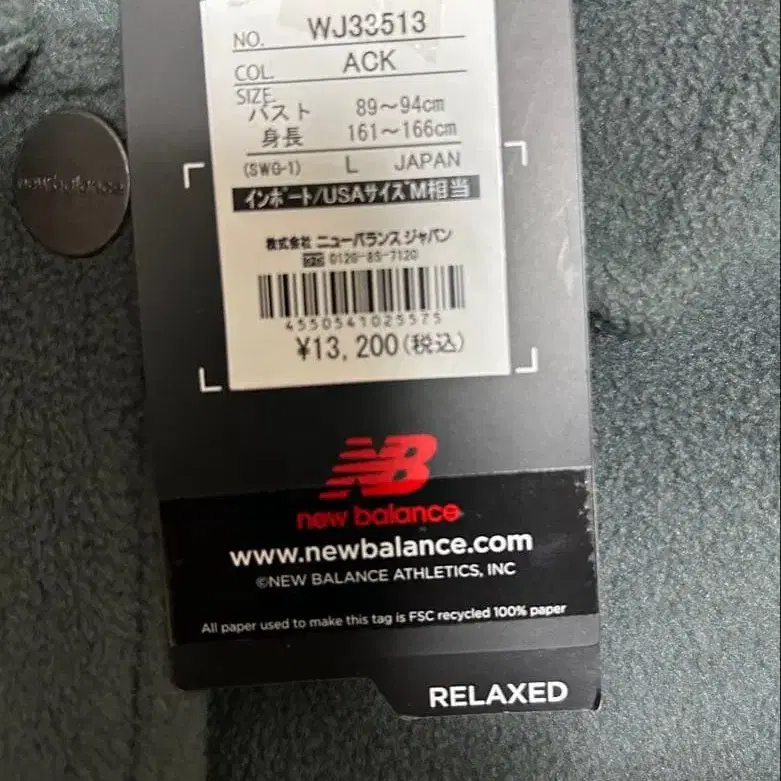 NO. WJ33513
COL. ACK
SIZE
バスト 89～94cm
身長 161～166cm
(SWG-1) L JAPAN
インポート/USAサイズM相当
株式会社 ニューバランス ジャパン
0120-85-7120
4550541025575
¥13,200(税込)
new balance
NB
new balance
www.newbalance.com
©NEW BALANCE ATHLETICS, INC
All paper used to make this tag is FSC recycled 100% paper
RELAXED